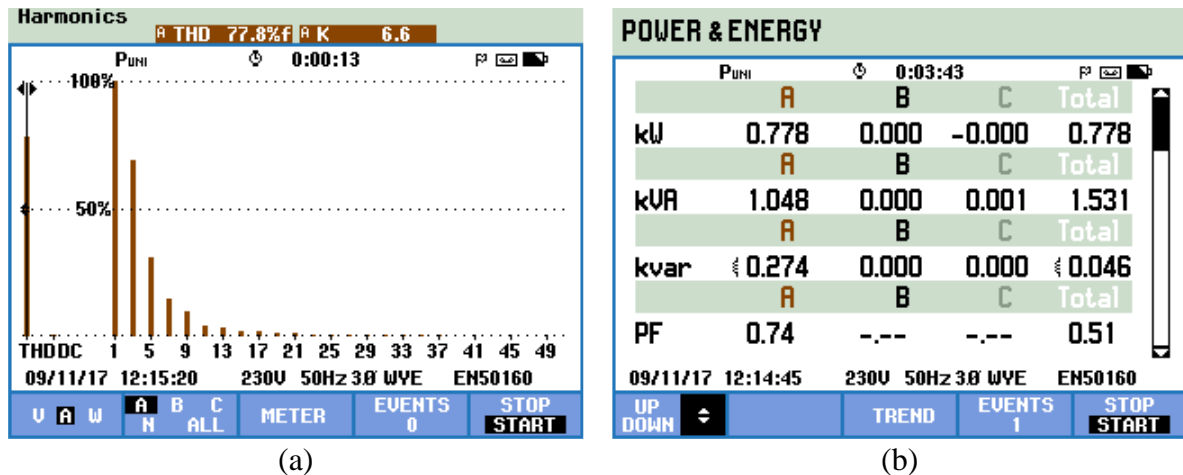 Harmonics
A THD 77.8%f A K 6.6
PUNI 0:00:13
100%
50%
THD DC 1 5 9 13 17 21 25 29 33 37 41 45 49
09/11/17 12:15:20 230V 50Hz 3Ø WYE EN50160
V A W A B C N ALL METER EVENTS 0 STOP START
(a)
POWER & ENERGY
PUNI 0:03:43
A B C Total
kW 0.778 0.000 -0.000 0.778
A B C Total
kVA 1.048 0.000 0.001 1.531
A B C Total
kvar 0.274 0.000 0.000 0.046
A B C Total
PF 0.74 -.-- -.-- 0.51
09/11/17 12:14:45 230V 50Hz 3Ø WYE EN50160
UP DOWN TREND EVENTS 1 STOP START
(b)